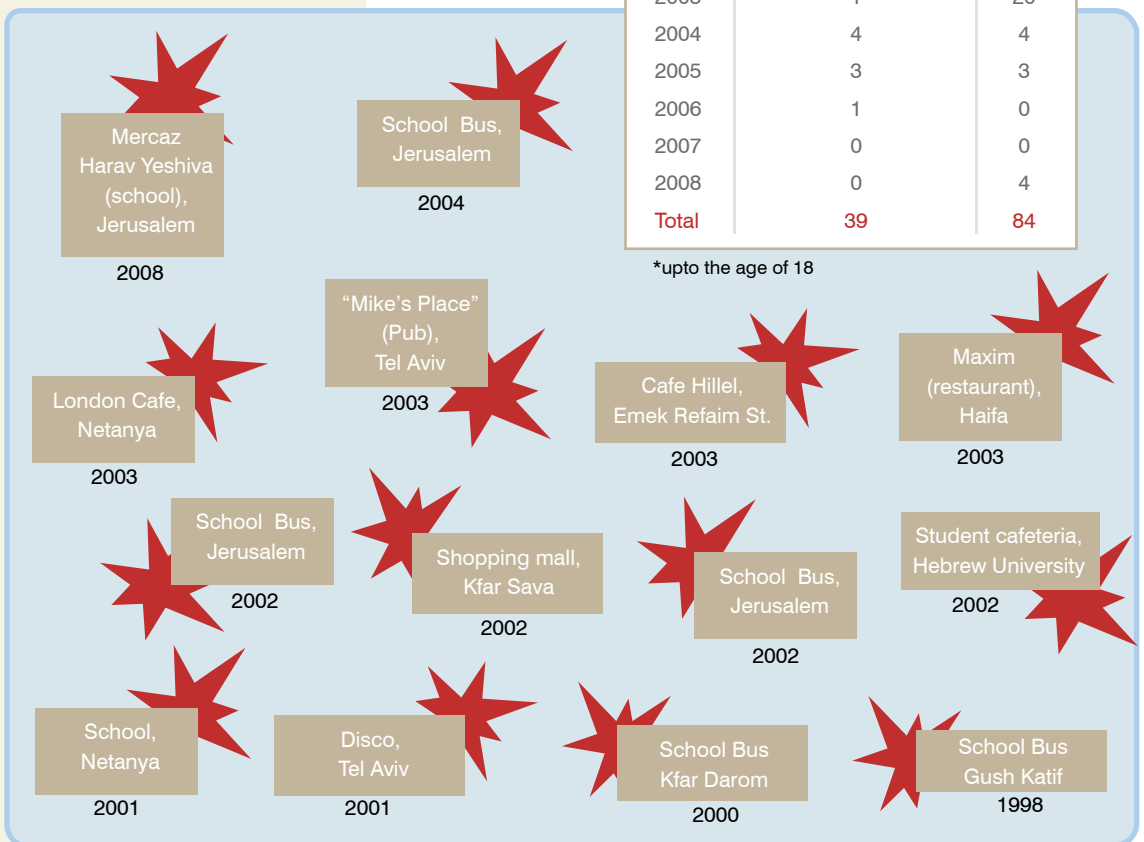 2004 4 4
2005 3 3
2006 1 0
2007 0 0
2008 0 4
Total 39 84
*upto the age of 18
Mercaz
Harav Yeshiva
(school),
Jerusalem
2008
School Bus,
Jerusalem
2004
"Mike's Place"
(Pub),
Tel Aviv
2003
London Cafe,
Netanya
2003
Cafe Hillel,
Emek Refaim St.
2003
Maxim
(restaurant),
Haifa
2003
School Bus,
Jerusalem
2002
Shopping mall,
Kfar Sava
2002
School Bus,
Jerusalem
2002
Student cafeteria,
Hebrew University
2002
School,
Netanya
2001
Disco,
Tel Aviv
2001
School Bus
Kfar Darom
2000
School Bus
Gush Katif
1998